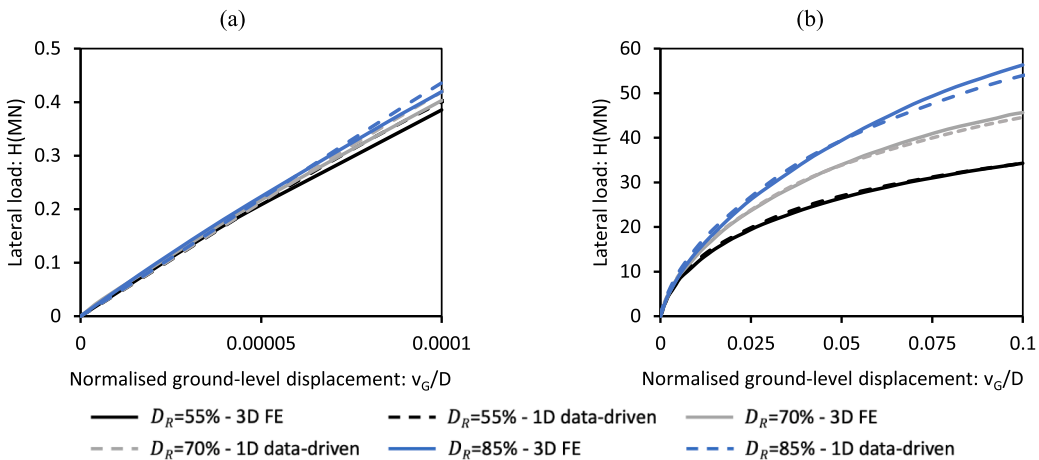 (a)
(b)
0.5
0.4
0.3
0.2
0.1
0
Lateral load: H(MN)
0
0.00005
0.0001
Normalised ground-level displacement: v_G/D
60
50
40
30
20
10
0
Lateral load: H(MN)
0.000
0.025
0.05
0.075
0.1
Normalised ground-level displacement: v_G/D
D_R=55% - 3D FE
D_R=55% - 1D data-driven
D_R=70% - 3D FE
D_R=70% - 1D data-driven
D_R=85% - 3D FE
D_R=85% - 1D data-driven